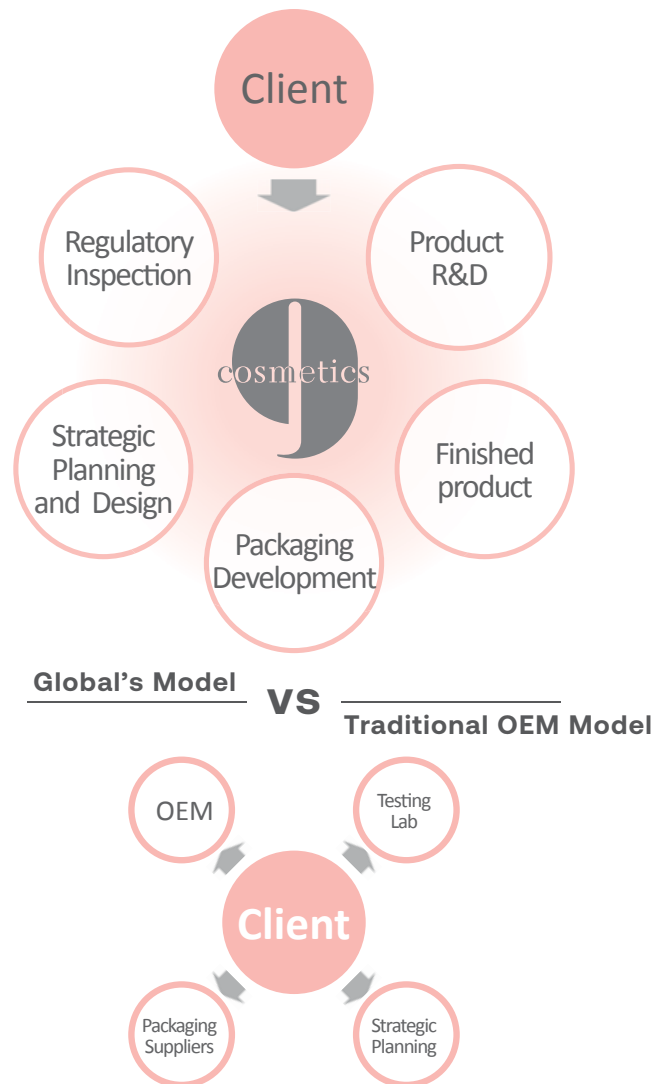 Client
Regulatory
Inspection
Product
R&D
cosmetics
Strategic
Planning
and Design
Finished
product
Packaging
Development
Global's Model
VS
Traditional OEM Model
OEM
Testing
Lab
Client
Packaging
Suppliers
Strategic
Planning